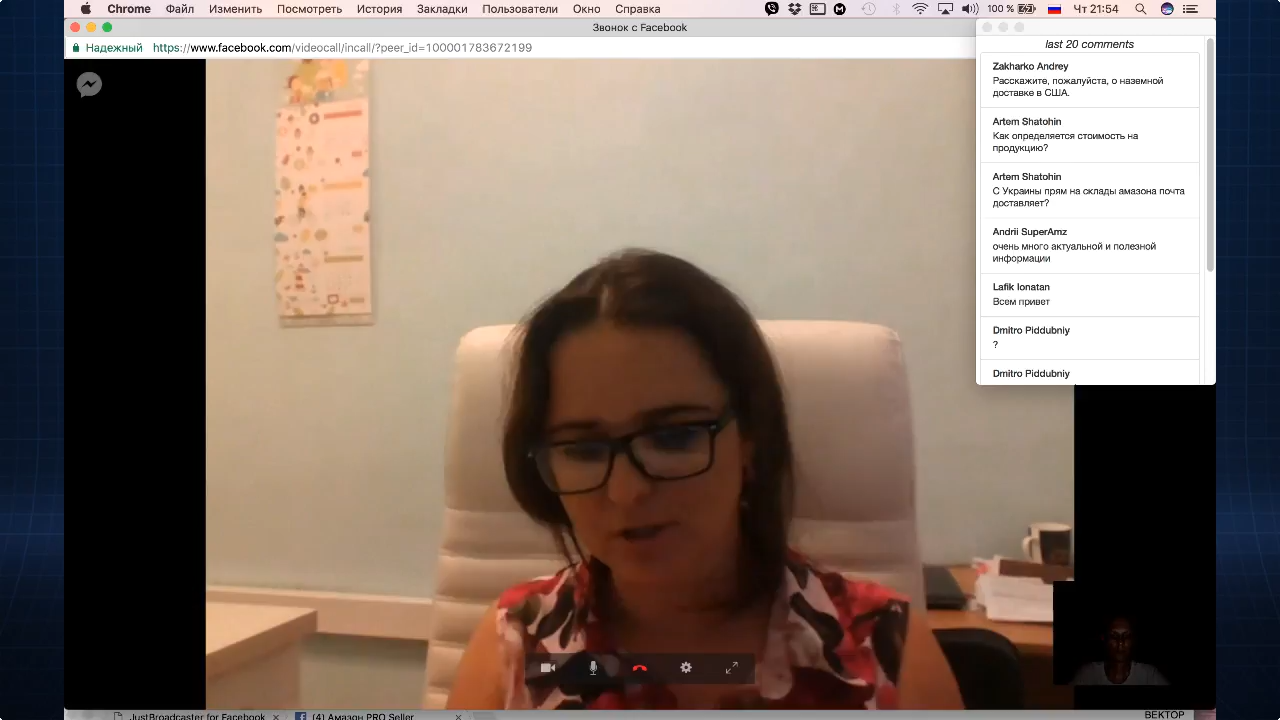 Chrome Файл Изменить Посмотреть История Закладки Пользователи Окно Справка 100 % Чт 21:54
Звонок с Facebook
Надежный https://www.facebook.com/videocall/incall/?peer_id=100001783672199
last 20 comments
Zakharko Andrey
Расскажите, пожалуйста, о наземной
доставке в США.
Artem Shatohin
Как определяется стоимость на
продукцию?
Artem Shatohin
С Украины прям на склады амазона почта
доставляет?
Andrii SuperAmz
очень много актуальной и полезной
информации
Lafik Ionatan
Всем привет
Dmitro Piddubniy
?
Dmitro Piddubniy
JustBroadcaster for Facebook
(4) Амазон PRO Seller
ВЕКТОР